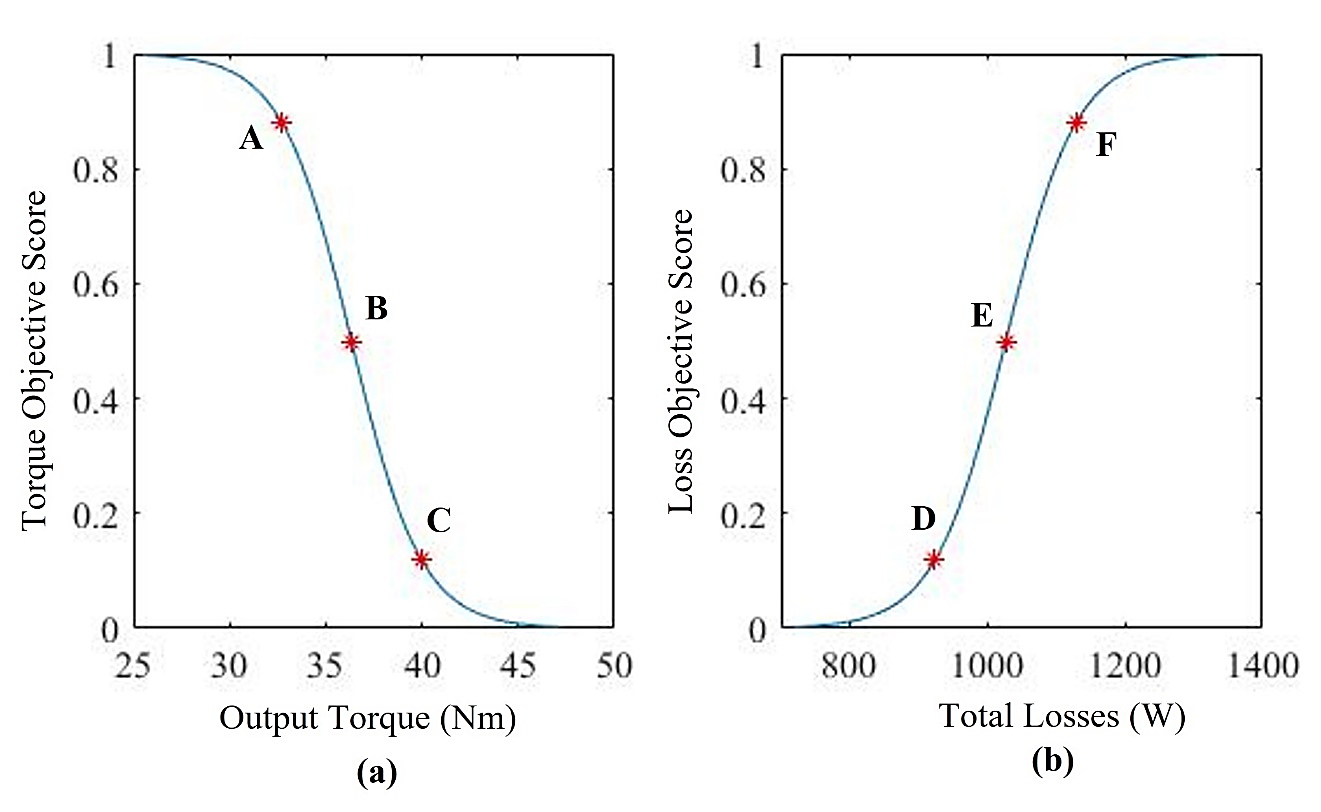 1
0.8
0.6
0.4
0.2
0
25 30 35 40 45 50
Torque Objective Score
A
B
C
Output Torque (Nm)
(a)
1
0.8
0.6
0.4
0.2
0
800 1000 1200 1400
Loss Objective Score
F
E
D
Total Losses (W)
(b)